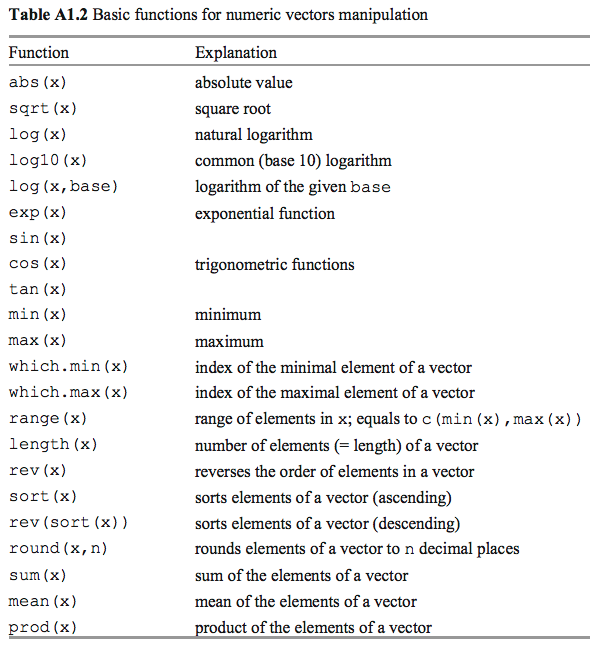 Table A1.2 Basic functions for numeric vectors manipulation
Function Explanation
abs(x) absolute value
sqrt(x) square root
log(x) natural logarithm
log10(x) common (base 10) logarithm
log(x,base) logarithm of the given base
exp(x) exponential function
sin(x)
cos(x) trigonometric functions
tan(x)
min(x) minimum
max(x) maximum
which.min(x) index of the minimal element of a vector
which.max(x) index of the maximal element of a vector
range(x) range of elements in x; equals to c(min(x),max(x))
length(x) number of elements (= length) of a vector
rev(x) reverses the order of elements in a vector
sort(x) sorts elements of a vector (ascending)
rev(sort(x)) sorts elements of a vector (descending)
round(x,n) rounds elements of a vector to n decimal places
sum(x) sum of the elements of a vector
mean(x) mean of the elements of a vector
prod(x) product of the elements of a vector